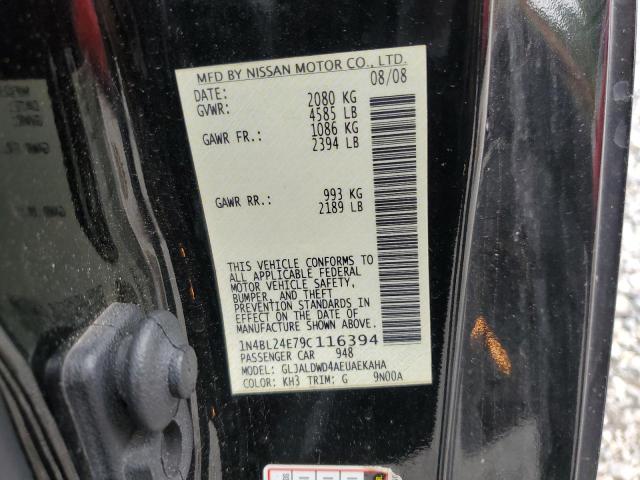 MFD BY NISSAN MOTOR CO., LTD.
DATE: 08/08
GVWR: 2080 KG
4585 LB
GAWR FR.: 1086 KG
2394 LB
GAWR RR.: 993 KG
2189 LB
THIS VEHICLE CONFORMS TO
ALL APPLICABLE FEDERAL
MOTOR VEHICLE SAFETY,
BUMPER, AND THEFT
PREVENTION STANDARDS IN
EFFECT ON THE DATE OF
MANUFACTURE SHOWN ABOVE.
1N4BL24E79C116394
PASSENGER CAR 948
MODEL: GL3ALDWD4AEUAEKAHA
COLOR: KH3 TRIM: G 9N00A